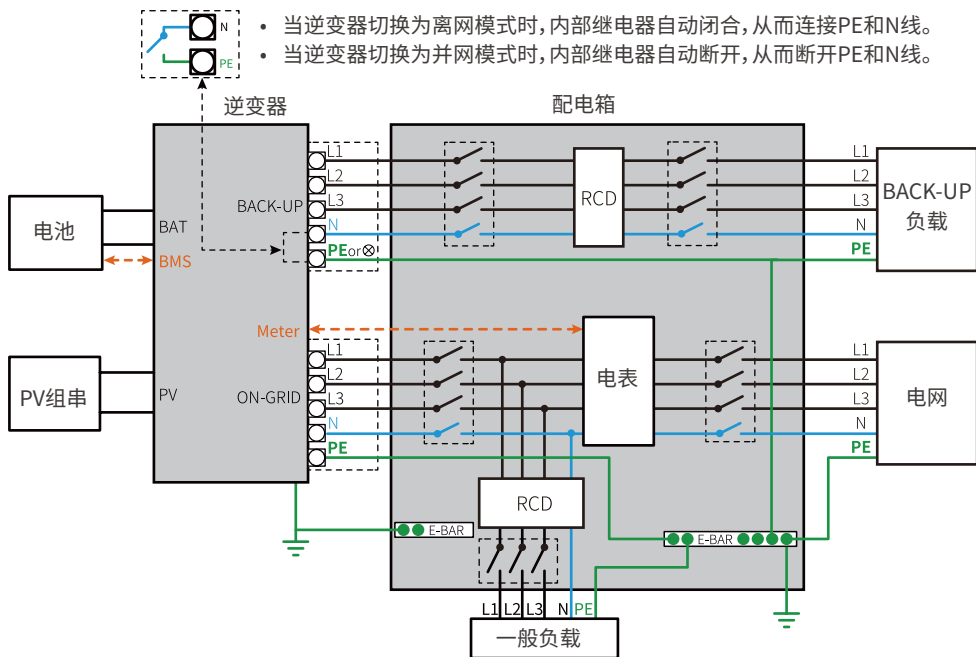 N
PE
• 当逆变器切换为离网模式时,内部继电器自动闭合,从而连接PE和N线。
• 当逆变器切换为并网模式时,内部继电器自动断开,从而断开PE和N线。
逆变器
配电箱
L1
L2
L3
N
PEor⊗
BACK-UP
RCD
L1
L2
L3
N
PE
BACK-UP
负载
电池
BAT
BMS
Meter
电表
PV组串
PV
ON-GRID
L1
L2
L3
N
PE
L1
L2
L3
N
PE
电网
RCD
E-BAR
E-BAR
L1 L2 L3 N PE
一般负载